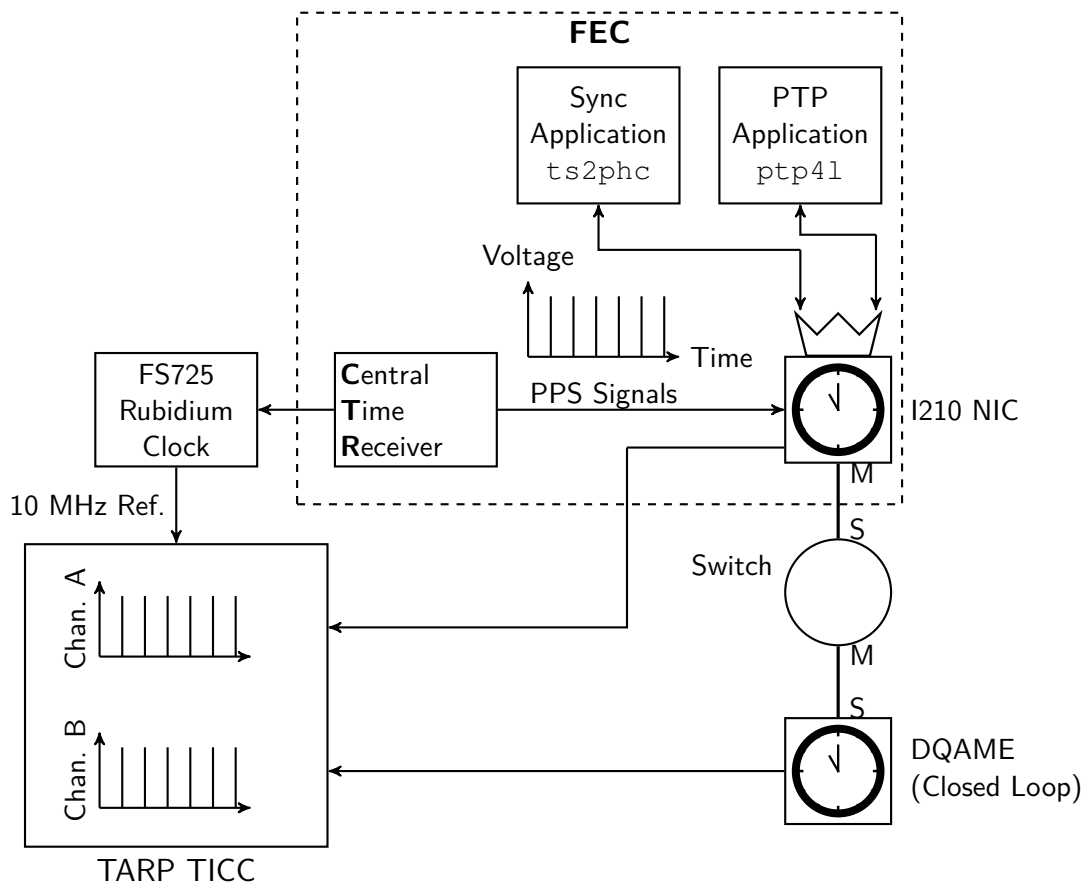 FEC
Sync
Application
ts2phc
PTP
Application
ptp4l
Voltage
Time
PPS Signals
FS725
Rubidium
Clock
Central
Time
Receiver
I210 NIC
M
10 MHz Ref.
S
Switch
M
S
Chan. A
Chan. B
DQAME
(Closed Loop)
TARP TICC